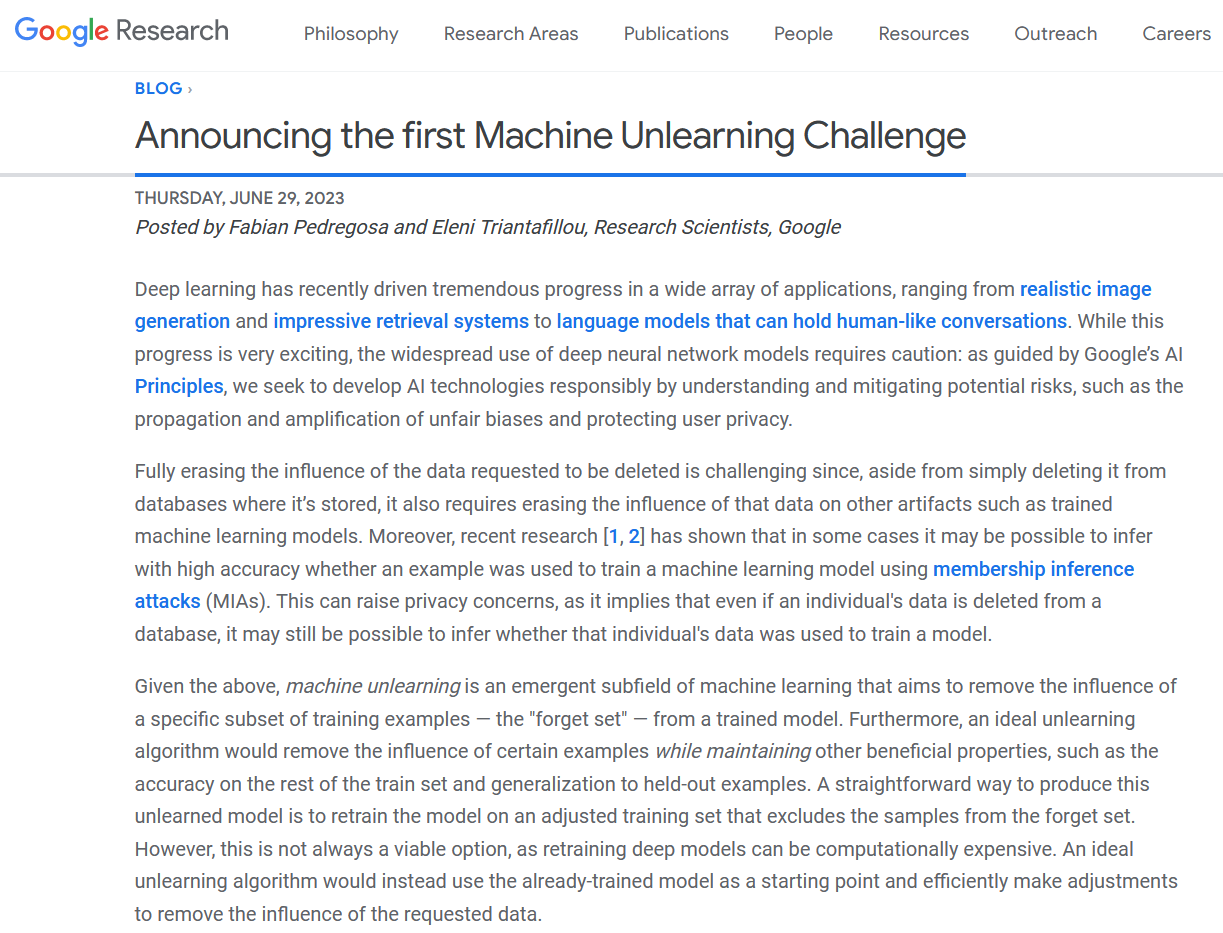 Google Research
Philosophy
Research Areas
Publications
People
Resources
Outreach
Careers
BLOG ›
Announcing the first Machine Unlearning Challenge
THURSDAY, JUNE 29, 2023
Posted by Fabian Pedregosa and Eleni Triantafillou, Research Scientists, Google
Deep learning has recently driven tremendous progress in a wide array of applications, ranging from realistic image
generation and impressive retrieval systems to language models that can hold human-like conversations. While this
progress is very exciting, the widespread use of deep neural network models requires caution: as guided by Google’s AI
Principles, we seek to develop AI technologies responsibly by understanding and mitigating potential risks, such as the
propagation and amplification of unfair biases and protecting user privacy.
Fully erasing the influence of the data requested to be deleted is challenging since, aside from simply deleting it from
databases where it’s stored, it also requires erasing the influence of that data on other artifacts such as trained
machine learning models. Moreover, recent research [1, 2] has shown that in some cases it may be possible to infer
with high accuracy whether an example was used to train a machine learning model using membership inference
attacks (MIAs). This can raise privacy concerns, as it implies that even if an individual's data is deleted from a
database, it may still be possible to infer whether that individual's data was used to train a model.
Given the above, machine unlearning is an emergent subfield of machine learning that aims to remove the influence of
a specific subset of training examples — the "forget set" — from a trained model. Furthermore, an ideal unlearning
algorithm would remove the influence of certain examples while maintaining other beneficial properties, such as the
accuracy on the rest of the train set and generalization to held-out examples. A straightforward way to produce this
unlearned model is to retrain the model on an adjusted training set that excludes the samples from the forget set.
However, this is not always a viable option, as retraining deep models can be computationally expensive. An ideal
unlearning algorithm would instead use the already-trained model as a starting point and efficiently make adjustments
to remove the influence of the requested data.